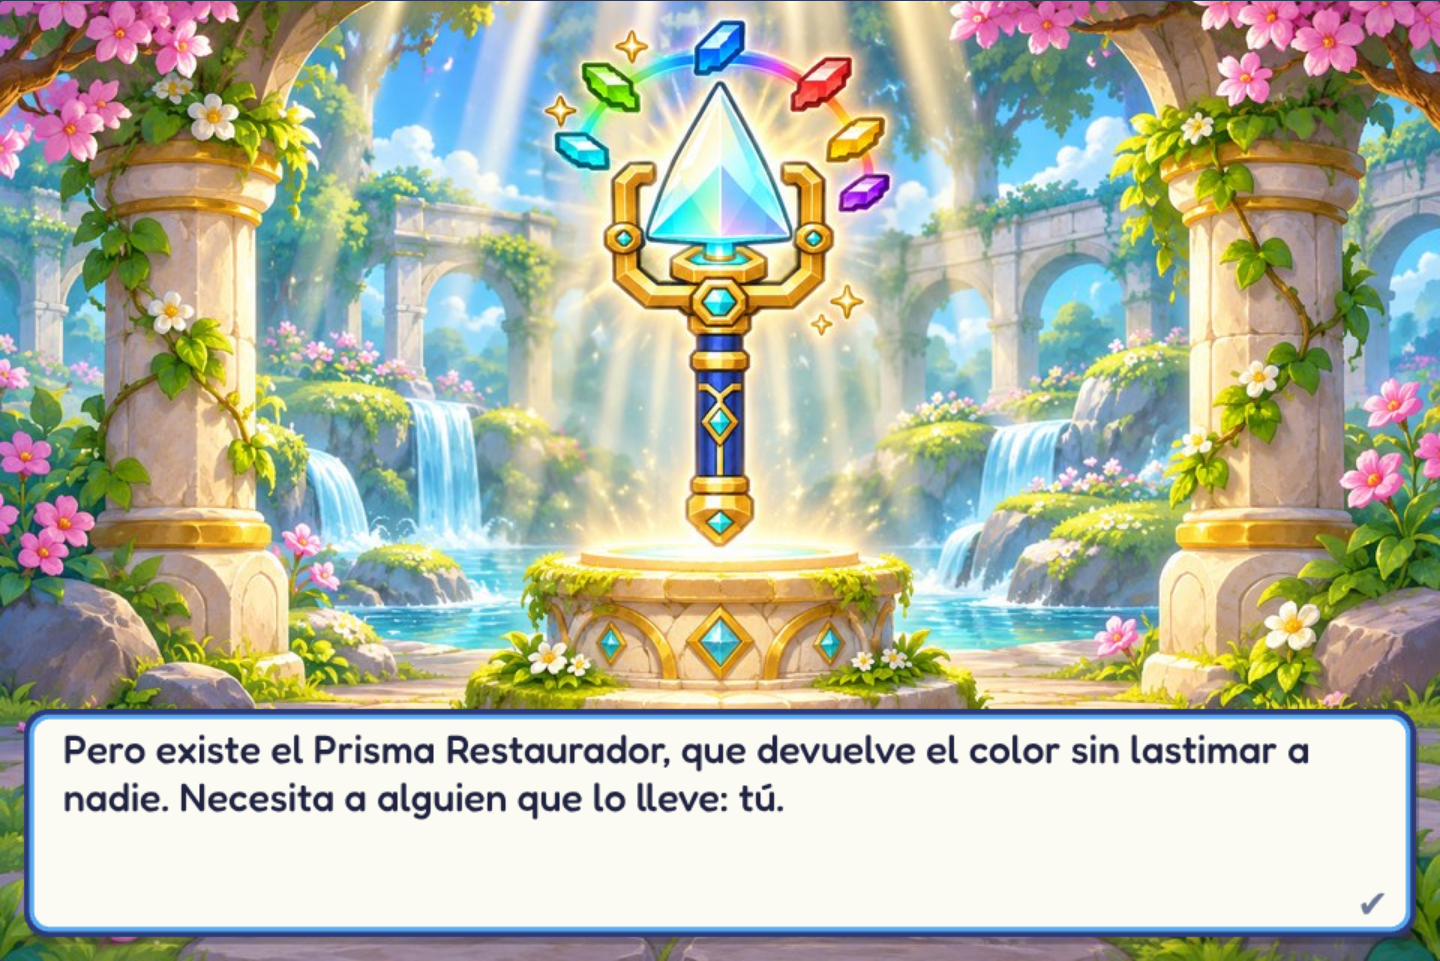 Pero existe el Prisma Restaurador, que devuelve el color sin lastimar a
nadie. Necesita a alguien que lo lleve: tú.